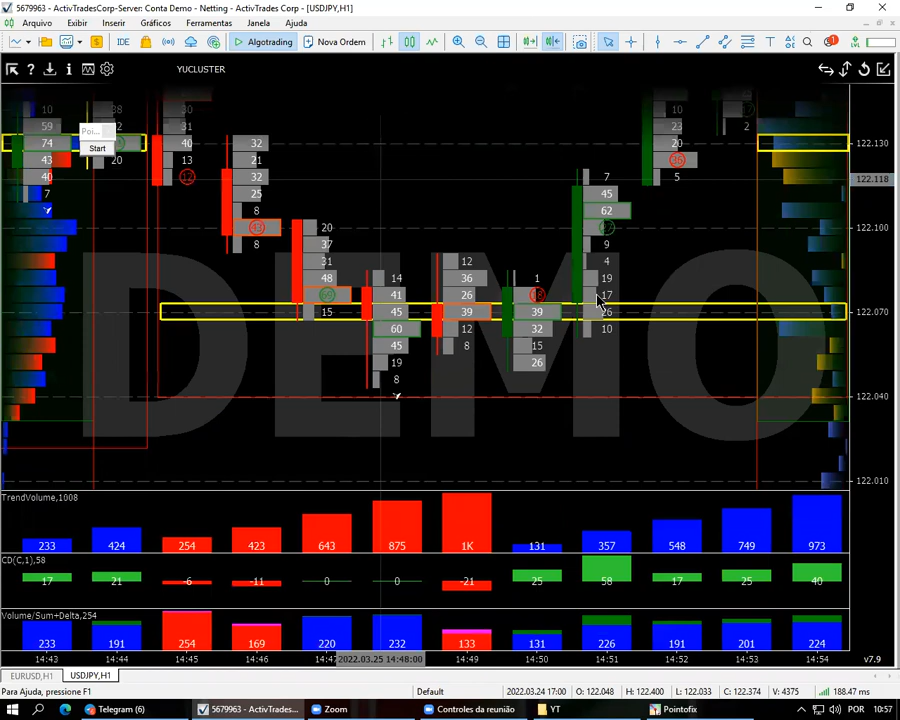 5679963 - ActivTradesCorp-Server: Conta Demo - Netting - ActivTrades Corp - [USDJPY,H1]
Arquivo Exibir Inserir Gráficos Ferramentas Janela Ajuda
IDE Algotrading Nova Ordem
YUCLUSTER
DEMO
Poi...
Start
10 38 30 10
59 2 31 23 2
74 40 32 20 122.130
43 20 13 21 35
40 12 32 7 5 122.118
7 25 45
8 62
43 20 122.100
8 37 9
31 12 4
48 14 36 1 19
41 26 17
15 45 39 39 26 122.070
60 12 32 10
45 8 15
19 26
8
122.040
122.010
TrendVolume,1008
233 424 254 423 643 875 1K 131 357 548 749 973
CD(C,1),58
17 21 -6 -11 0 0 -21 25 58 17 25 40
Volume/Sum+Delta,254
233 191 254 169 220 232 133 131 226 191 201 224
14:43 14:44 14:45 14:46 14:47 2022.03.25 14:48:00 14:49 14:50 14:51 14:52 14:53 14:54 v7.9
EURUSD,H1 USDJPY,H1
Para Ajuda, pressione F1 Default 2022.03.24 17:00 O: 122.048 H: 122.400 L: 122.033 C: 122.374 V: 4375 188.47 ms
Telegram (6) 5679963 - ActivTrades... Zoom Controles da reunião YT Pointofix POR 10:57